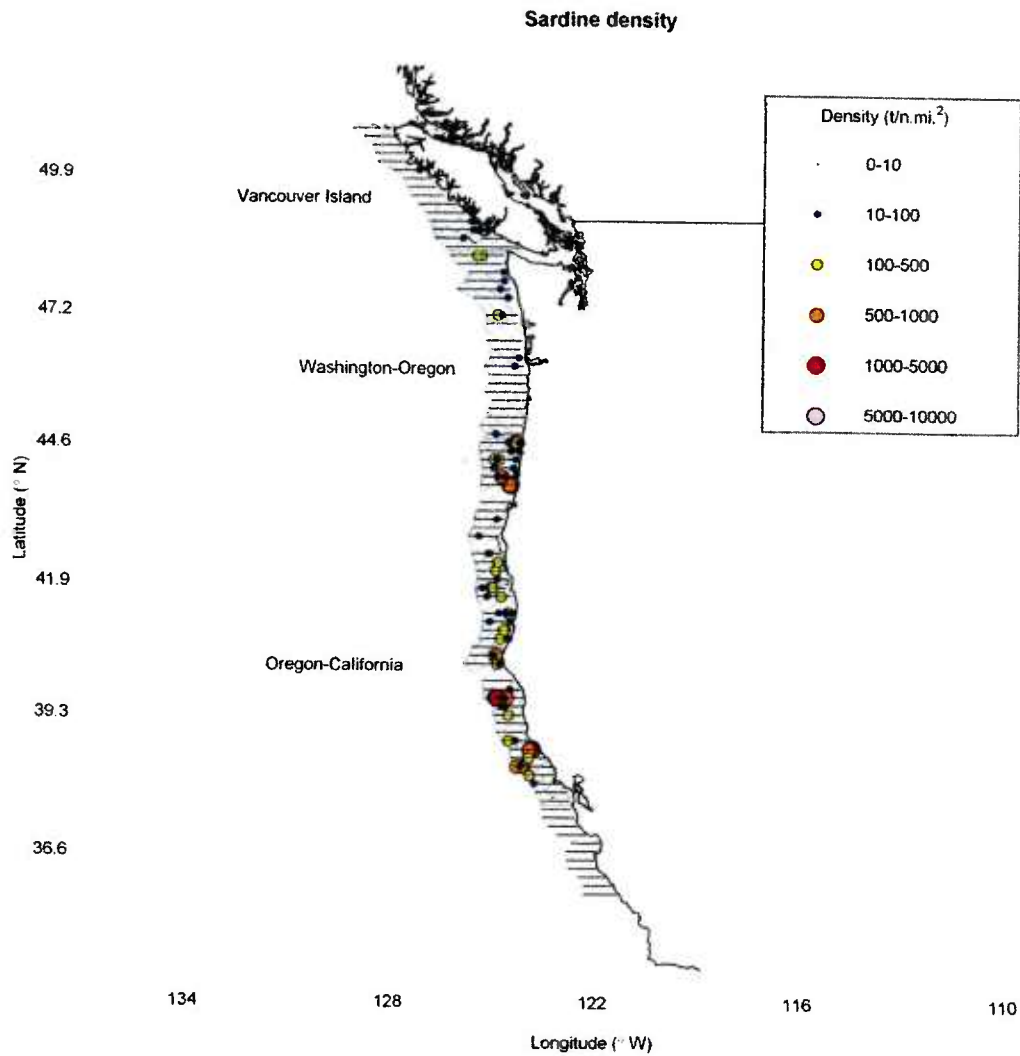 Sardine density
Density (t/n.mi.²)
0-10
10-100
100-500
500-1000
1000-5000
5000-10000
49.9
Vancouver Island
47.2
Washington-Oregon
44.6
Latitude (° N)
41.9
Oregon-California
39.3
36.6
134
128
122
116
110
Longitude (° W)